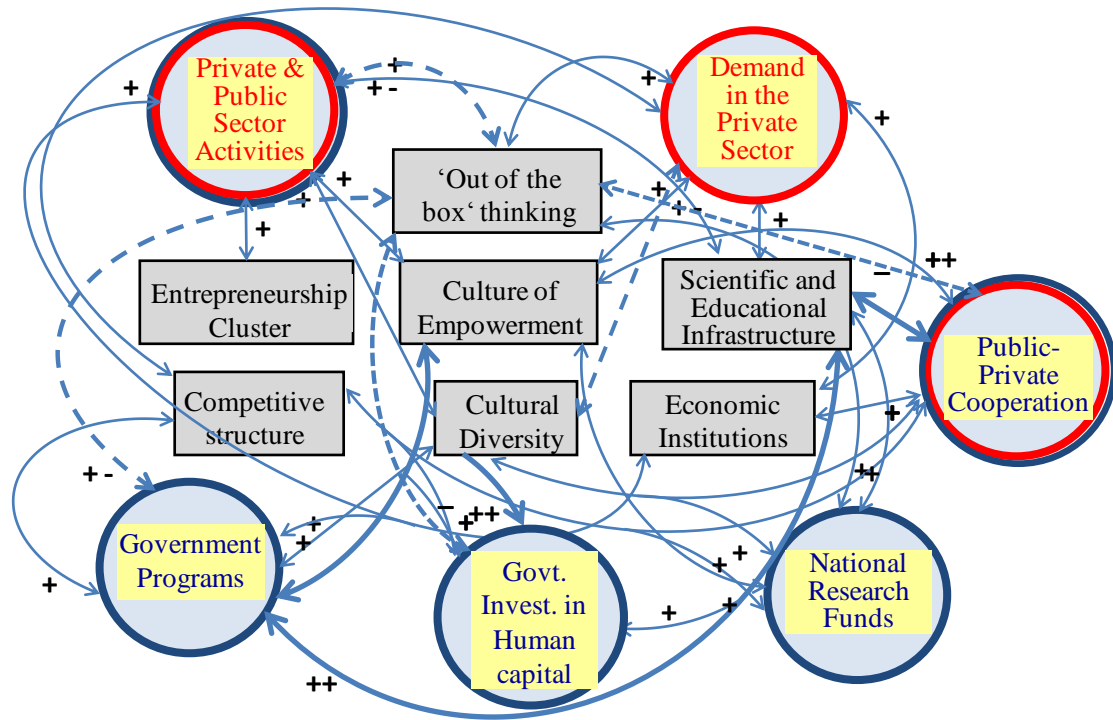 Private &
Public
Sector
Activities
Demand
in the
Private
Sector
+
+
+ -
+
+
‘Out of the
box‘ thinking
+
+
+
+ -
+
+
Entrepreneurship
Cluster
Culture of
Empowerment
Scientific and
Educational
Infrastructure
–
++
Public-
Private
Cooperation
Competitive
structure
Cultural
Diversity
Economic
Institutions
+
+ -
–
+
++
++
+
+
Government
Programs
Govt.
Invest. in
Human
capital
National
Research
Funds
+
+
+
+
+
++